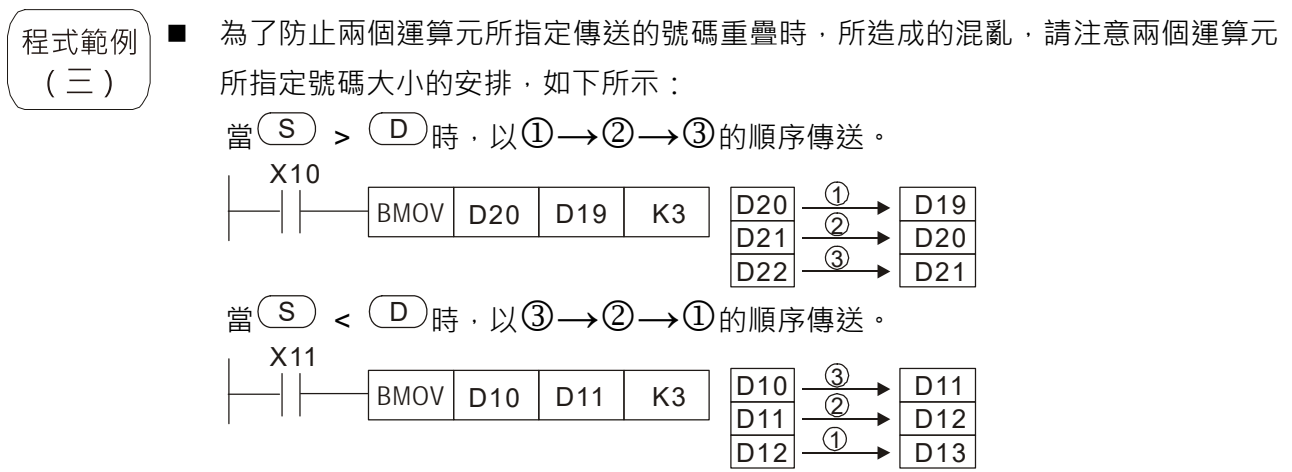 程式範例
（三）
■ 為了防止兩個運算元所指定傳送的號碼重疊時，所造成的混亂，請注意兩個運算元
所指定號碼大小的安排，如下所示：
當 S > D 時，以①→②→③的順序傳送。
X10
BMOV D20 D19 K3
D20 ① D19
D21 ② D20
D22 ③ D21
當 S < D 時，以③→②→①的順序傳送。
X11
BMOV D10 D11 K3
D10 ③ D11
D11 ② D12
D12 ① D13